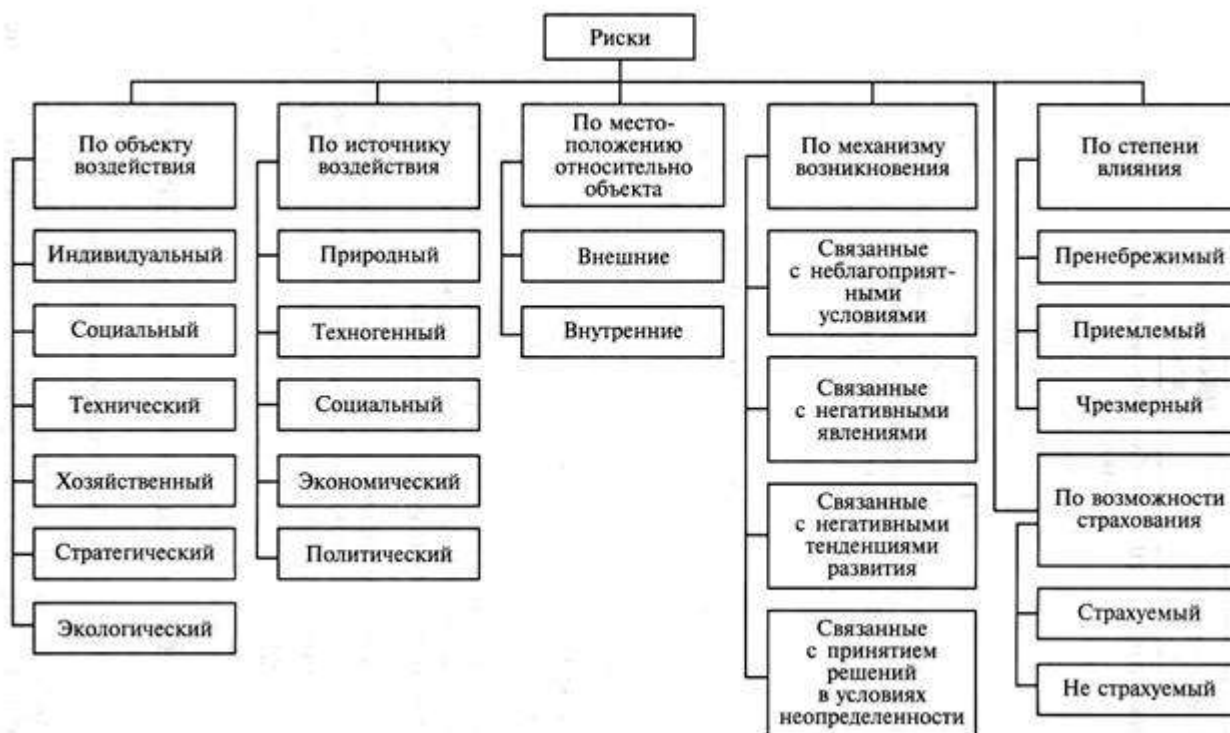 Риски
По объекту
воздействия
Индивидуальный
Социальный
Технический
Хозяйственный
Стратегический
Экологический
По источнику
воздействия
Природный
Техногенный
Социальный
Экономический
Политический
По место-
положению
относительно
объекта
Внешние
Внутренние
По механизму
возникновения
Связанные
с неблагоприят-
ными
условиями
Связанные
с негативными
явлениями
Связанные
с негативными
тенденциями
развития
Связанные
с принятием
решений
в условиях
неопределенности
По степени
влияния
Пренебрежимый
Приемлемый
Чрезмерный
По возможности
страхования
Страхуемый
Не страхуемый